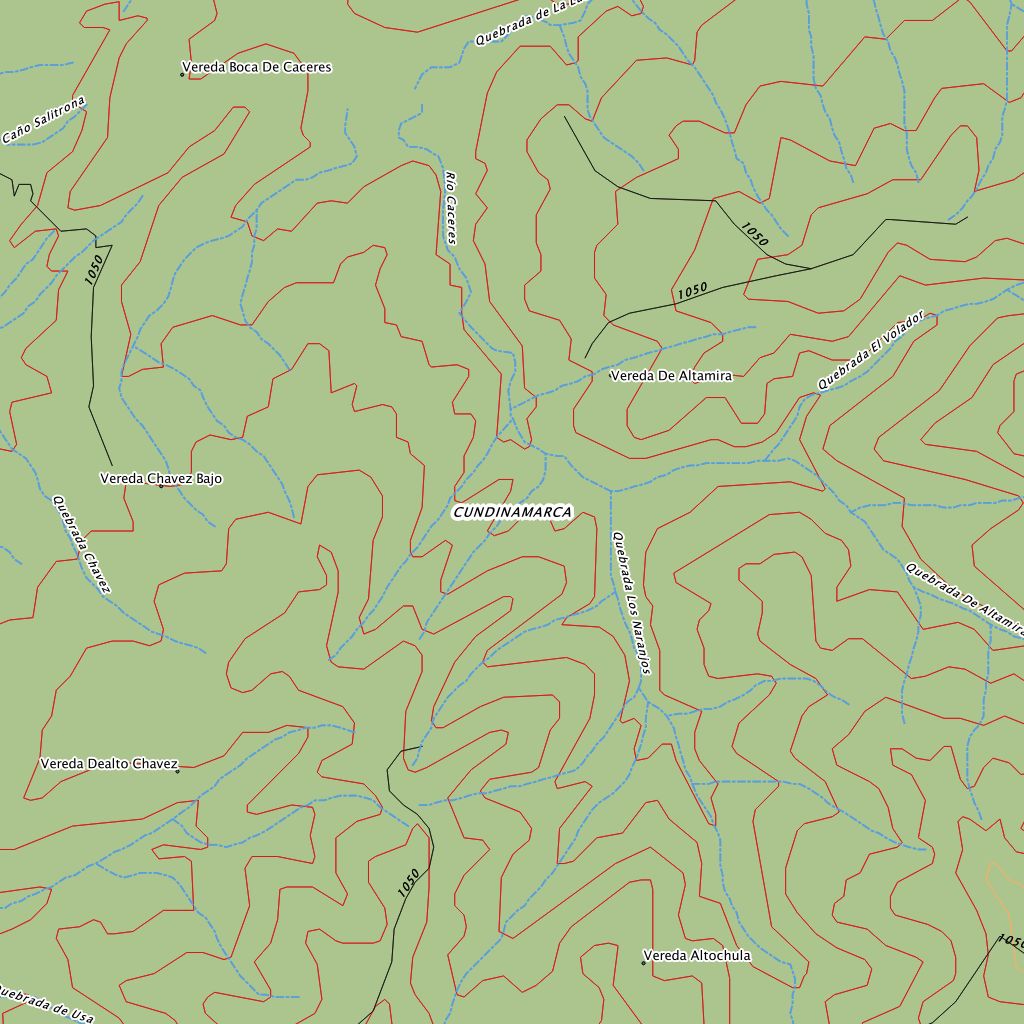 Quebrada de La Lu
Vereda Boca De Caceres
Caño Salitrona
Río Caceres
1050
1050
1050
Quebrada El Volador
Vereda De Altamira
Vereda Chavez Bajo
Quebrada Chavez
CUNDINAMARCA
Quebrada Los Naranjos
Quebrada De Altamira
Vereda Dealto Chavez
1050
Vereda Altochula
1050
Quebrada de Usa